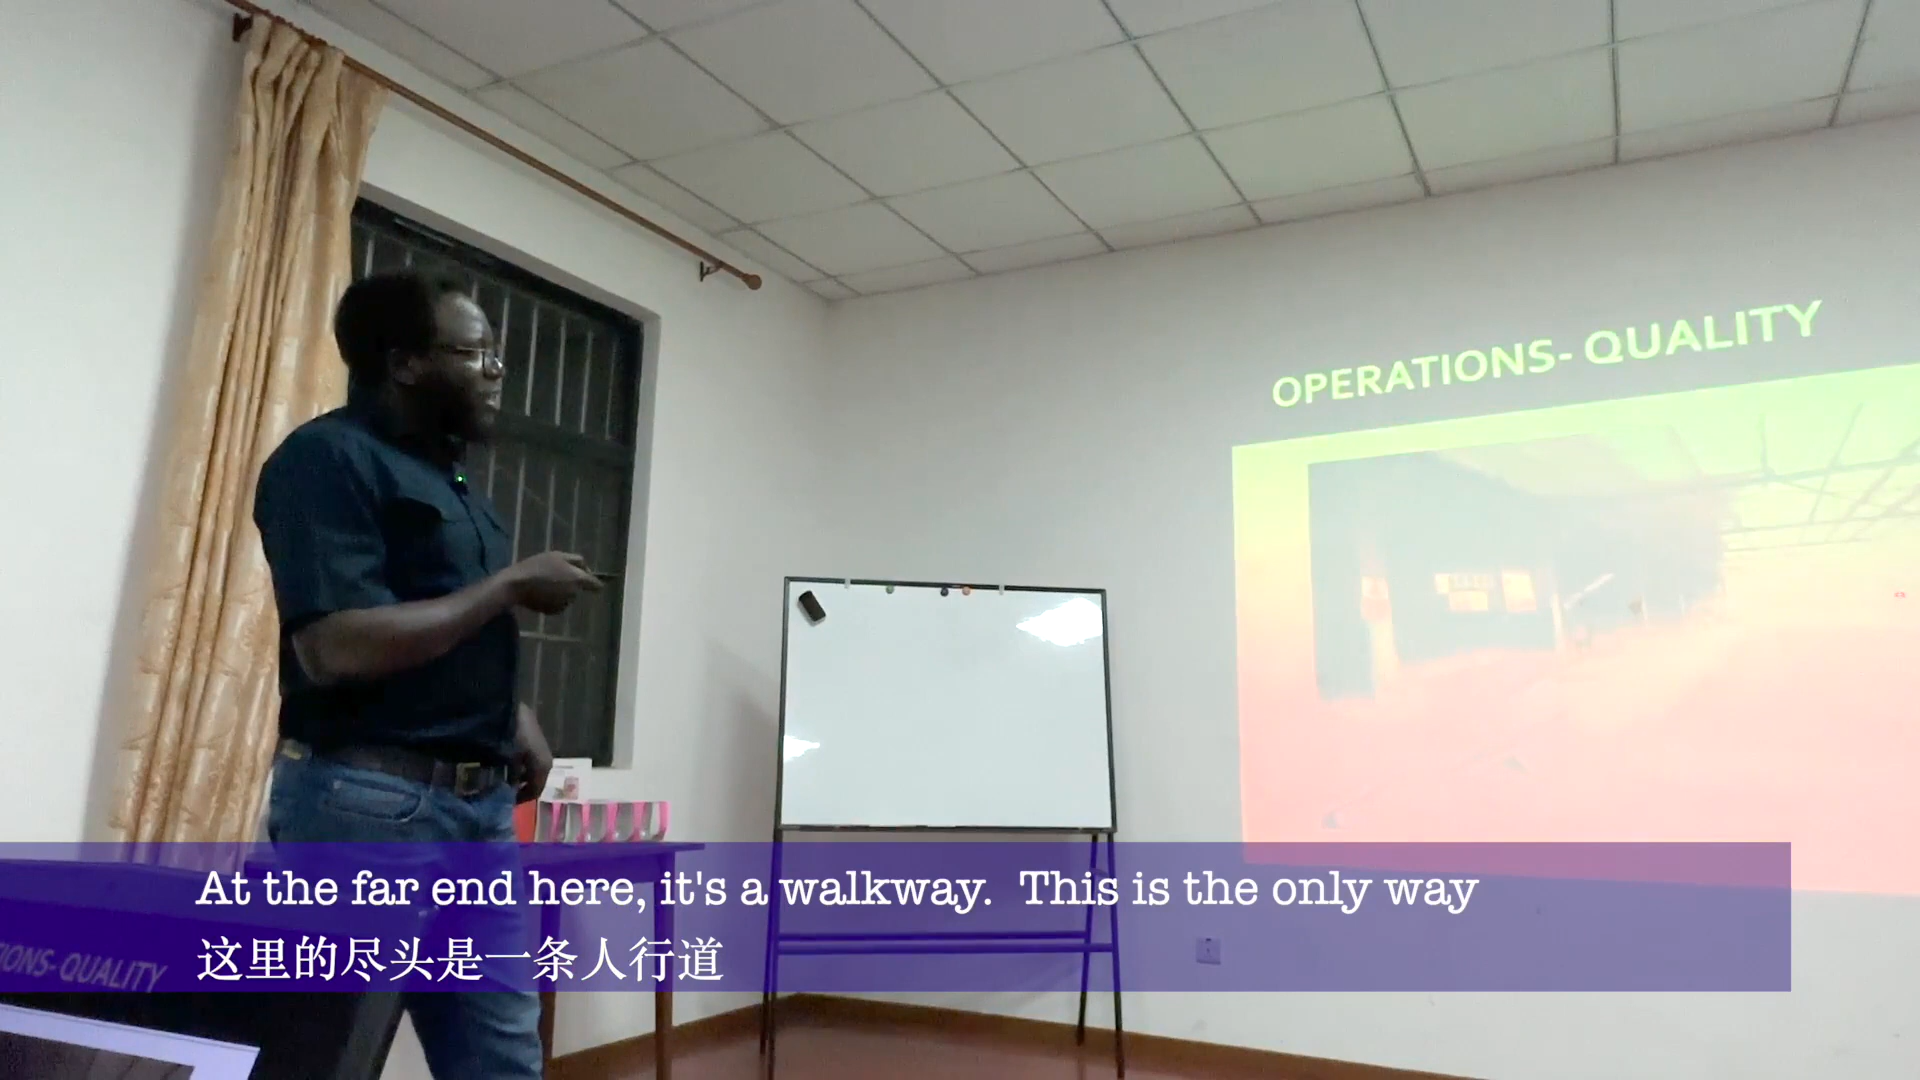 OPERATIONS- QUALITY
At the far end here, it's a walkway. This is the only way
这里的尽头是一条人行道
IONS- QUALITY